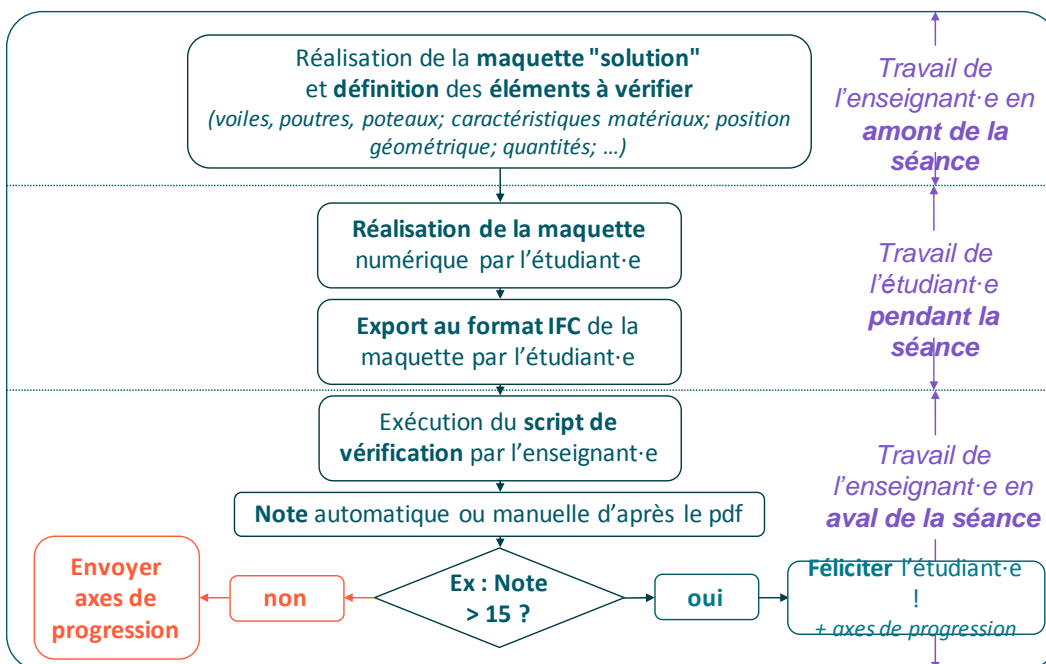 Réalisation de la maquette "solution"
et définition des éléments à vérifier
(voiles, poutres, poteaux; caractéristiques matériaux; position
géométrique; quantités; ...)
Travail de
l'enseignant·e en
amont de la
séance
Réalisation de la maquette
numérique par l'étudiant·e
Export au format IFC de la
maquette par l'étudiant·e
Travail de
l'étudiant·e
pendant la
séance
Exécution du script de
vérification par l'enseignant·e
Note automatique ou manuelle d'après le pdf
Travail de
l'enseignant·e en
aval de la séance
Envoyer
axes de
progression
non
Ex : Note
> 15 ?
oui
Féliciter l'étudiant·e
!
+ axes de progression